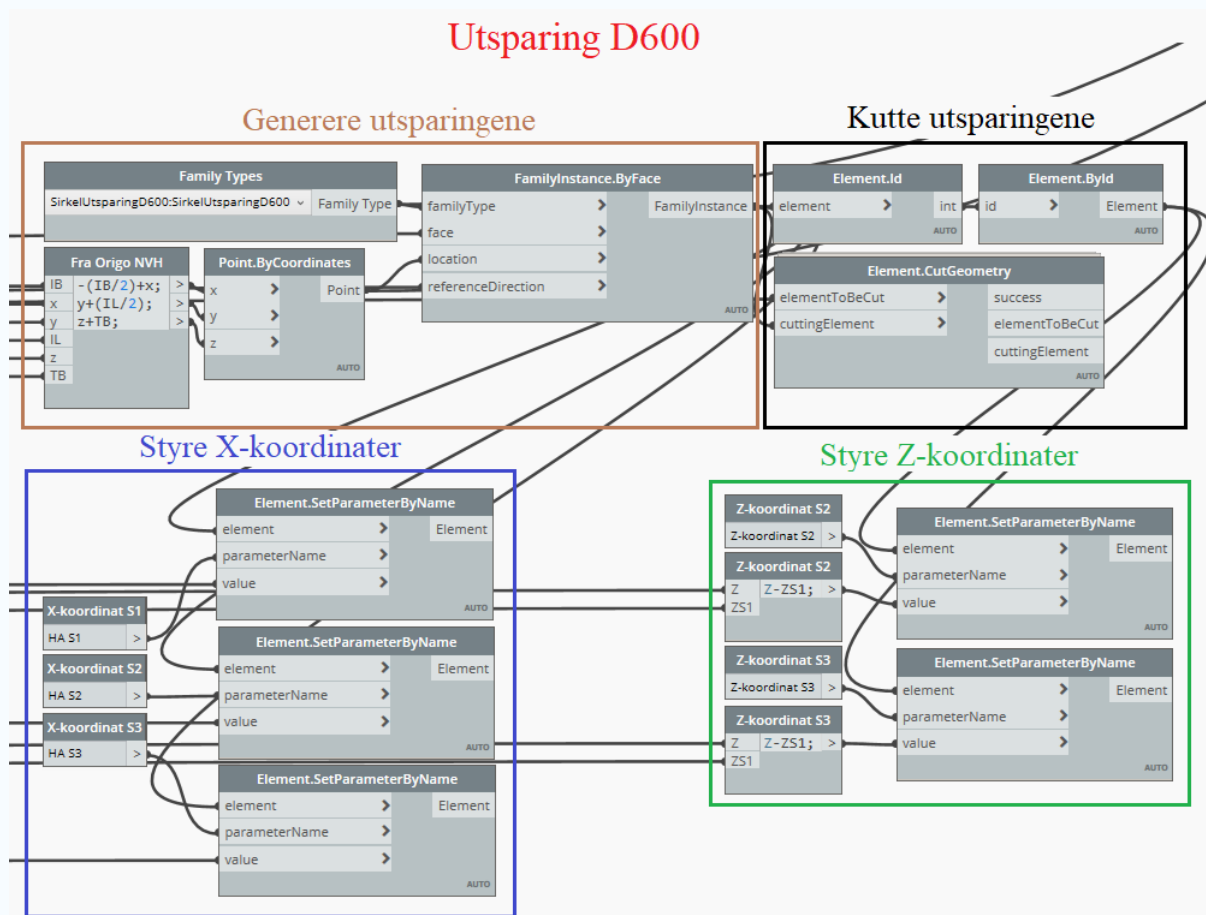 Utsparing D600
Generere utsparingene
Kutte utsparingene
Family Types
SirkelUtsparingD600:SirkelUtsparingD600
Family Type
FamilyInstance.ByFace
familyType > FamilyInstance
face >
location >
referenceDirection >
AUTO
Element.Id
element > int
AUTO
Element.ById
id > Element
AUTO
Fra Origo NVH
IB -(IB/2)+x; >
x y+(IL/2); >
y z+TB; >
IL
z
TB
Point.ByCoordinates
x > Point
y >
z >
AUTO
Element.CutGeometry
elementToBeCut > success
cuttingElement > elementToBeCut
cuttingElement
AUTO
Styre X-koordinater
Styre Z-koordinater
Element.SetParameterByName
element > Element
parameterName >
value >
AUTO
X-koordinat S1
HA S1 >
Element.SetParameterByName
element > Element
parameterName >
value >
AUTO
X-koordinat S2
HA S2 >
X-koordinat S3
HA S3 >
Element.SetParameterByName
element > Element
parameterName >
value >
AUTO
Z-koordinat S2
Z-koordinat S2 >
Z-koordinat S2
Z Z-ZS1; >
ZS1
Element.SetParameterByName
element > Element
parameterName >
value >
AUTO
Z-koordinat S3
Z-koordinat S3 >
Z-koordinat S3
Z Z-ZS1; >
ZS1
Element.SetParameterByName
element > Element
parameterName >
value >
AUTO